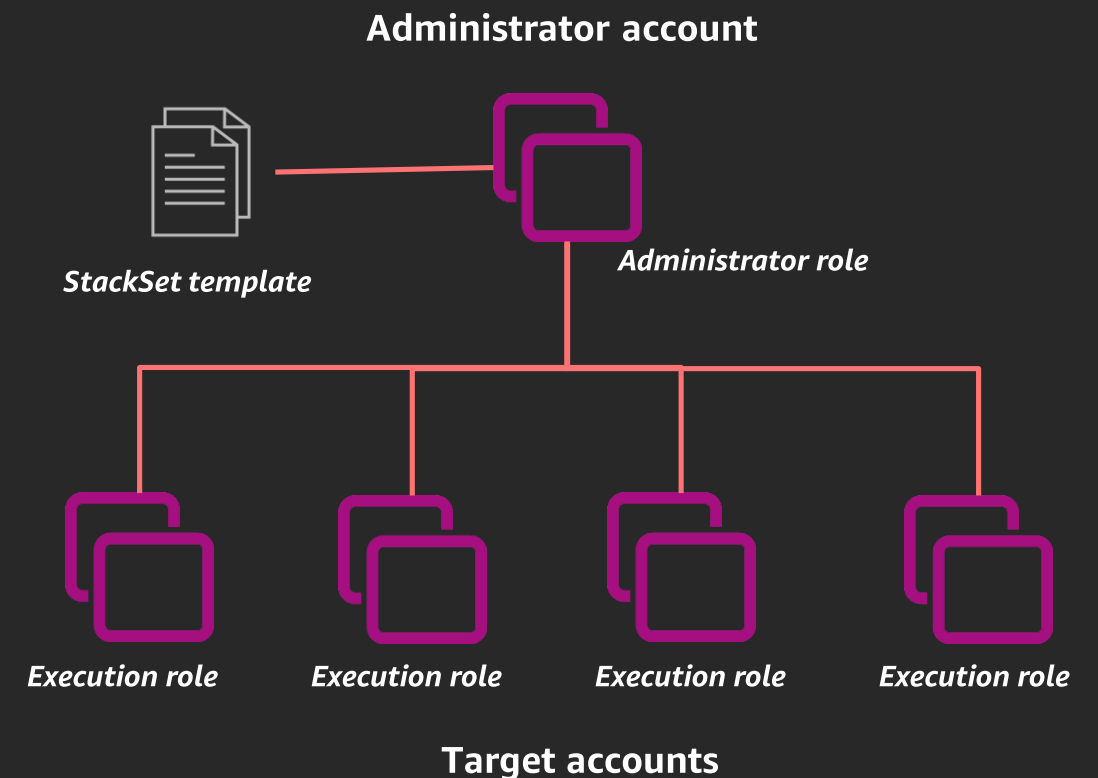 Administrator account
StackSet template
Administrator role
Execution role
Execution role
Execution role
Execution role
Target accounts